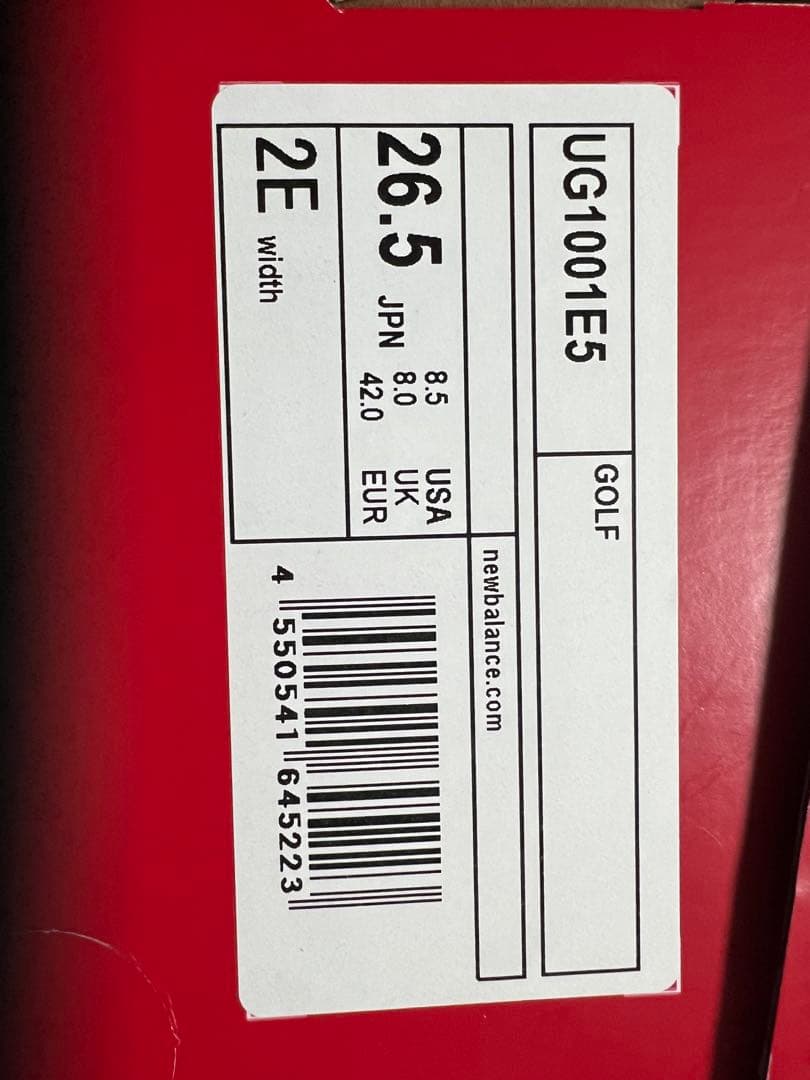 UG1001E5
GOLF
newbalance.com
26.5 JPN
8.5 USA
8.0 UK
42.0 EUR
2E width
4 550541 645223